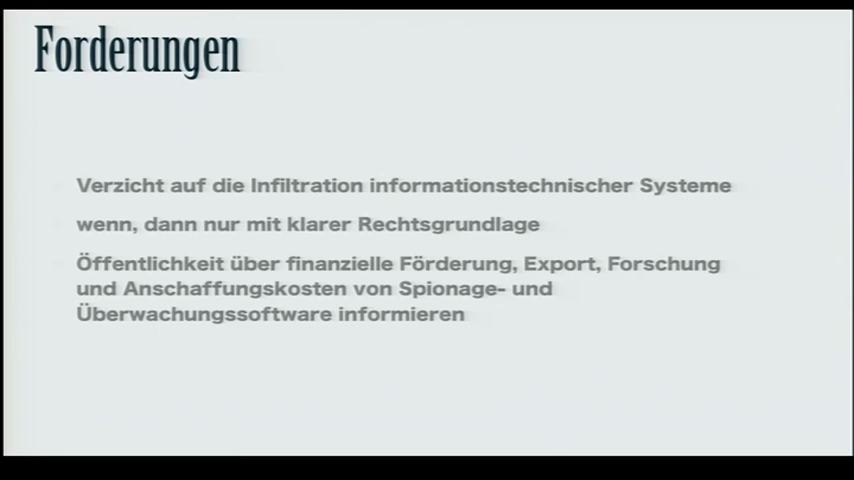 Forderungen
Verzicht auf die Infiltration informationstechnischer Systeme
wenn, dann nur mit klarer Rechtsgrundlage
Öffentlichkeit über finanzielle Förderung, Export, Forschung
und Anschaffungskosten von Spionage- und
Überwachungssoftware informieren